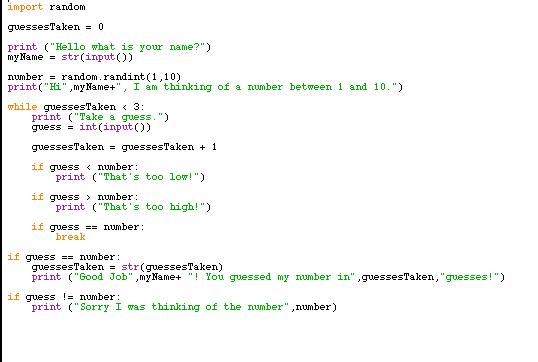 import random
guessesTaken = 0
print ("Hello what is your name?")
myName = str(input())
number = random.randint(1,10)
print("Hi",myName+", I am thinking of a number between 1 and 10.")
while guessesTaken < 3:
    print ("Take a guess.")
    guess = int(input())
    guessesTaken = guessesTaken + 1
    if guess < number:
        print ("That's too low!")
    if guess > number:
        print ("That's too high!")
    if guess == number:
        break
if guess == number:
    guessesTaken = str(guessesTaken)
    print ("Good Job",myName+ "! You guessed my number in",guessesTaken,"guesses!")
if guess != number:
    print ("Sorry I was thinking of the number",number)